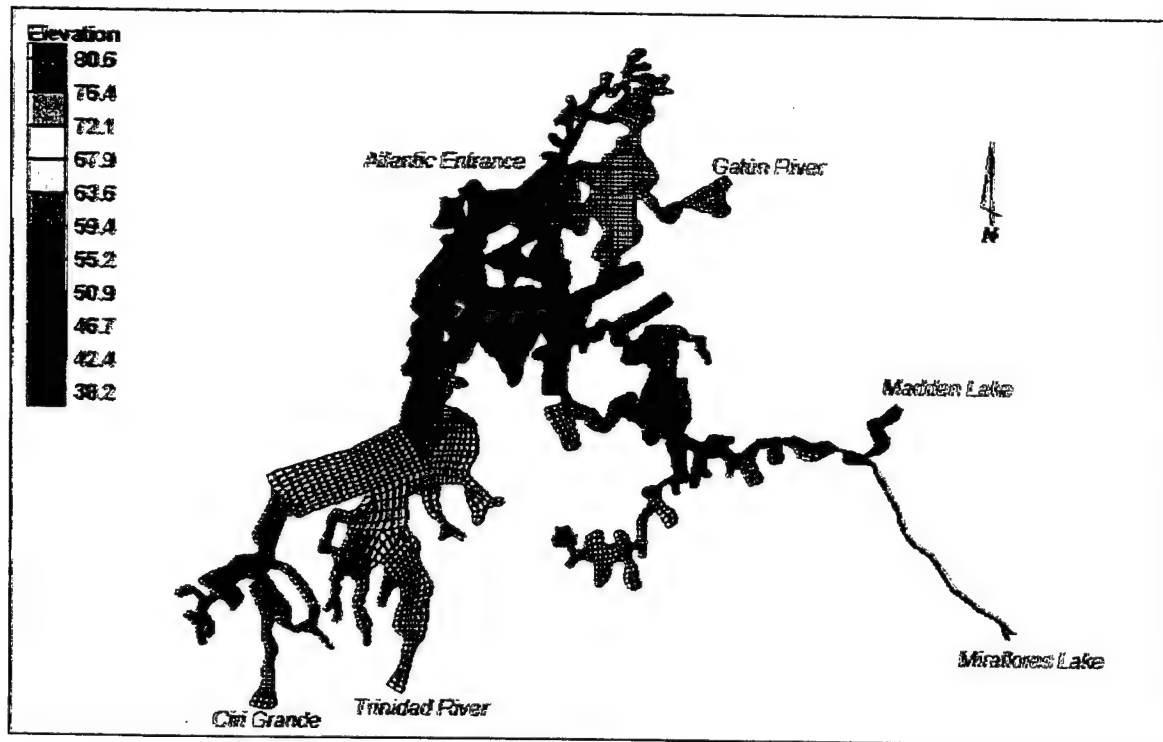 Elevation
80.6
76.4
72.1
67.9
63.6
59.4
55.2
50.9
46.7
42.4
38.2
Atlantic Entrance
Gatun River
N
Madden Lake
Miraflores Lake
Trinidad River
Ciri Grande